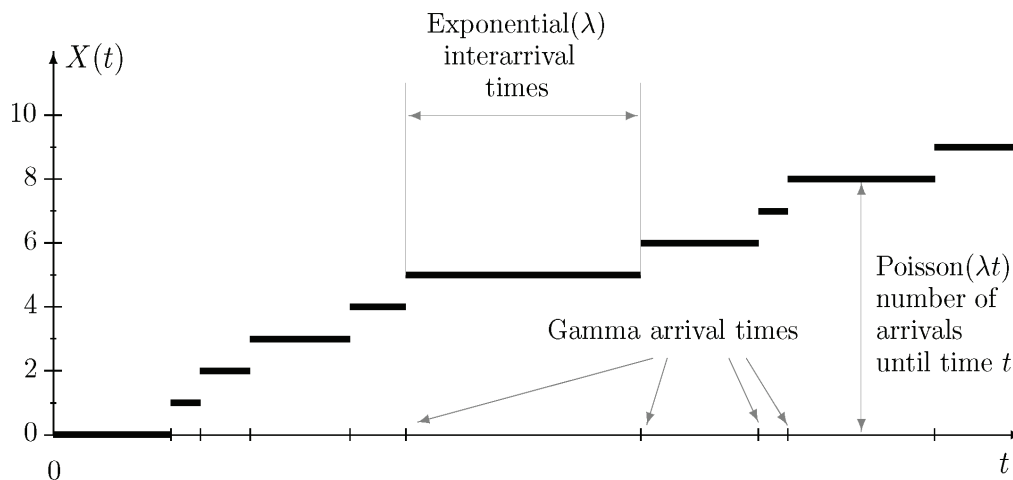 Exponential(λ)
interarrival
times
X(t)
10
8
6
4
2
0
Poisson(λt)
number of
arrivals
until time t
Gamma arrival times
0
t